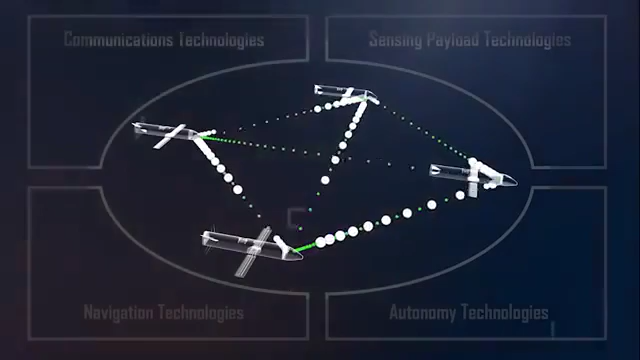 Communications Technologies
Sensing Payload Technologies
Navigation Technologies
Autonomy Technologies